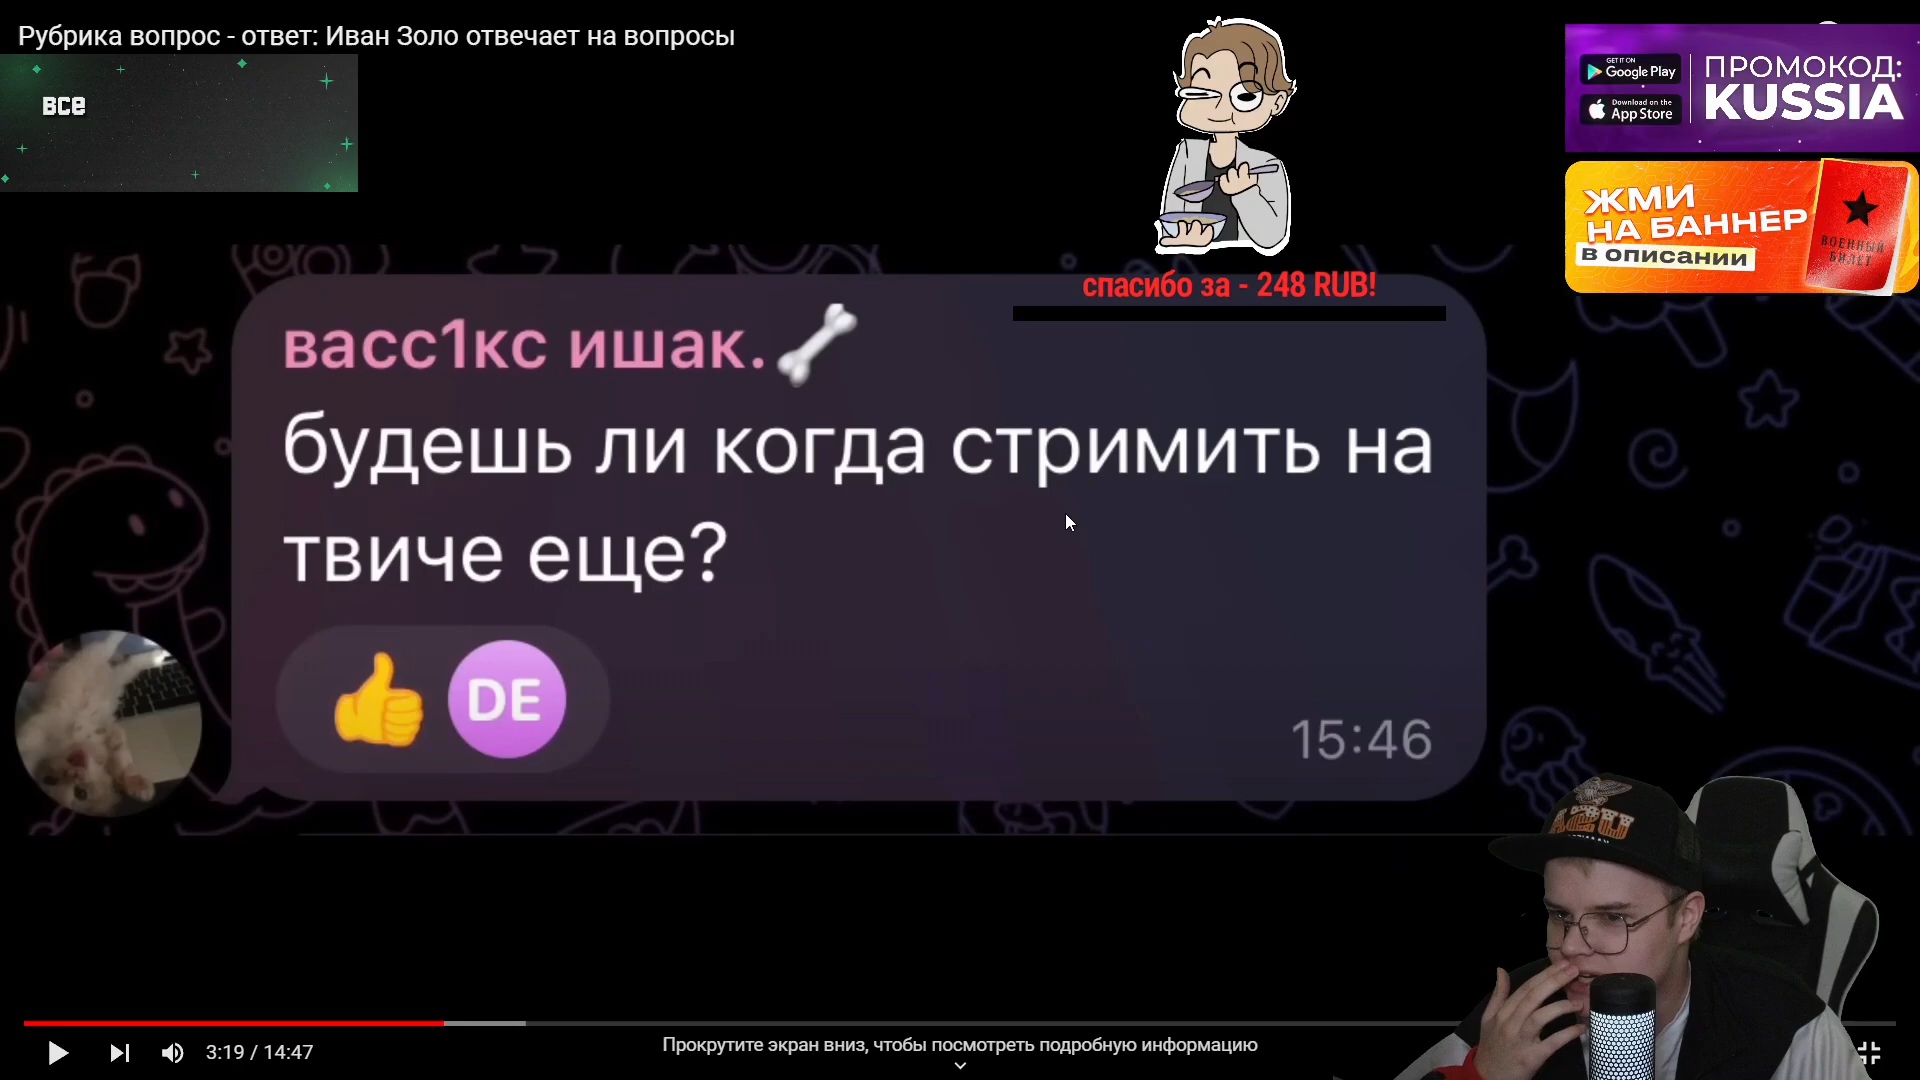 Рубрика вопрос - ответ: Иван Золо отвечает на вопросы
все
GET IT ON
Google Play
Download on the
App Store
ПРОМОКОД:
KUSSIA
ЖМИ
НА БАННЕР
в описании
ВОЕННЫЙ
БИЛЕТ
спасибо за - 248 RUB!
васс1кс ишак.
будешь ли когда стримить на
твиче еще?
DE
15:46
3:19 / 14:47
Прокрутите экран вниз, чтобы посмотреть подробную информацию